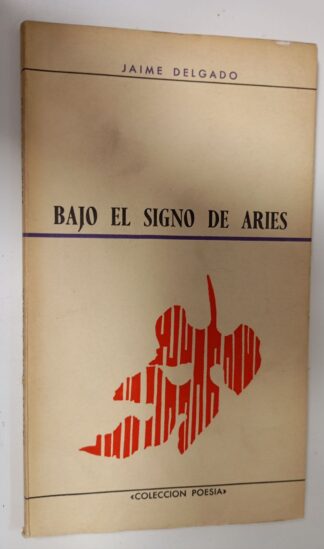 JAIME DELGADO
BAJO EL SIGNO DE ARIES
«COLECCION POESIA»